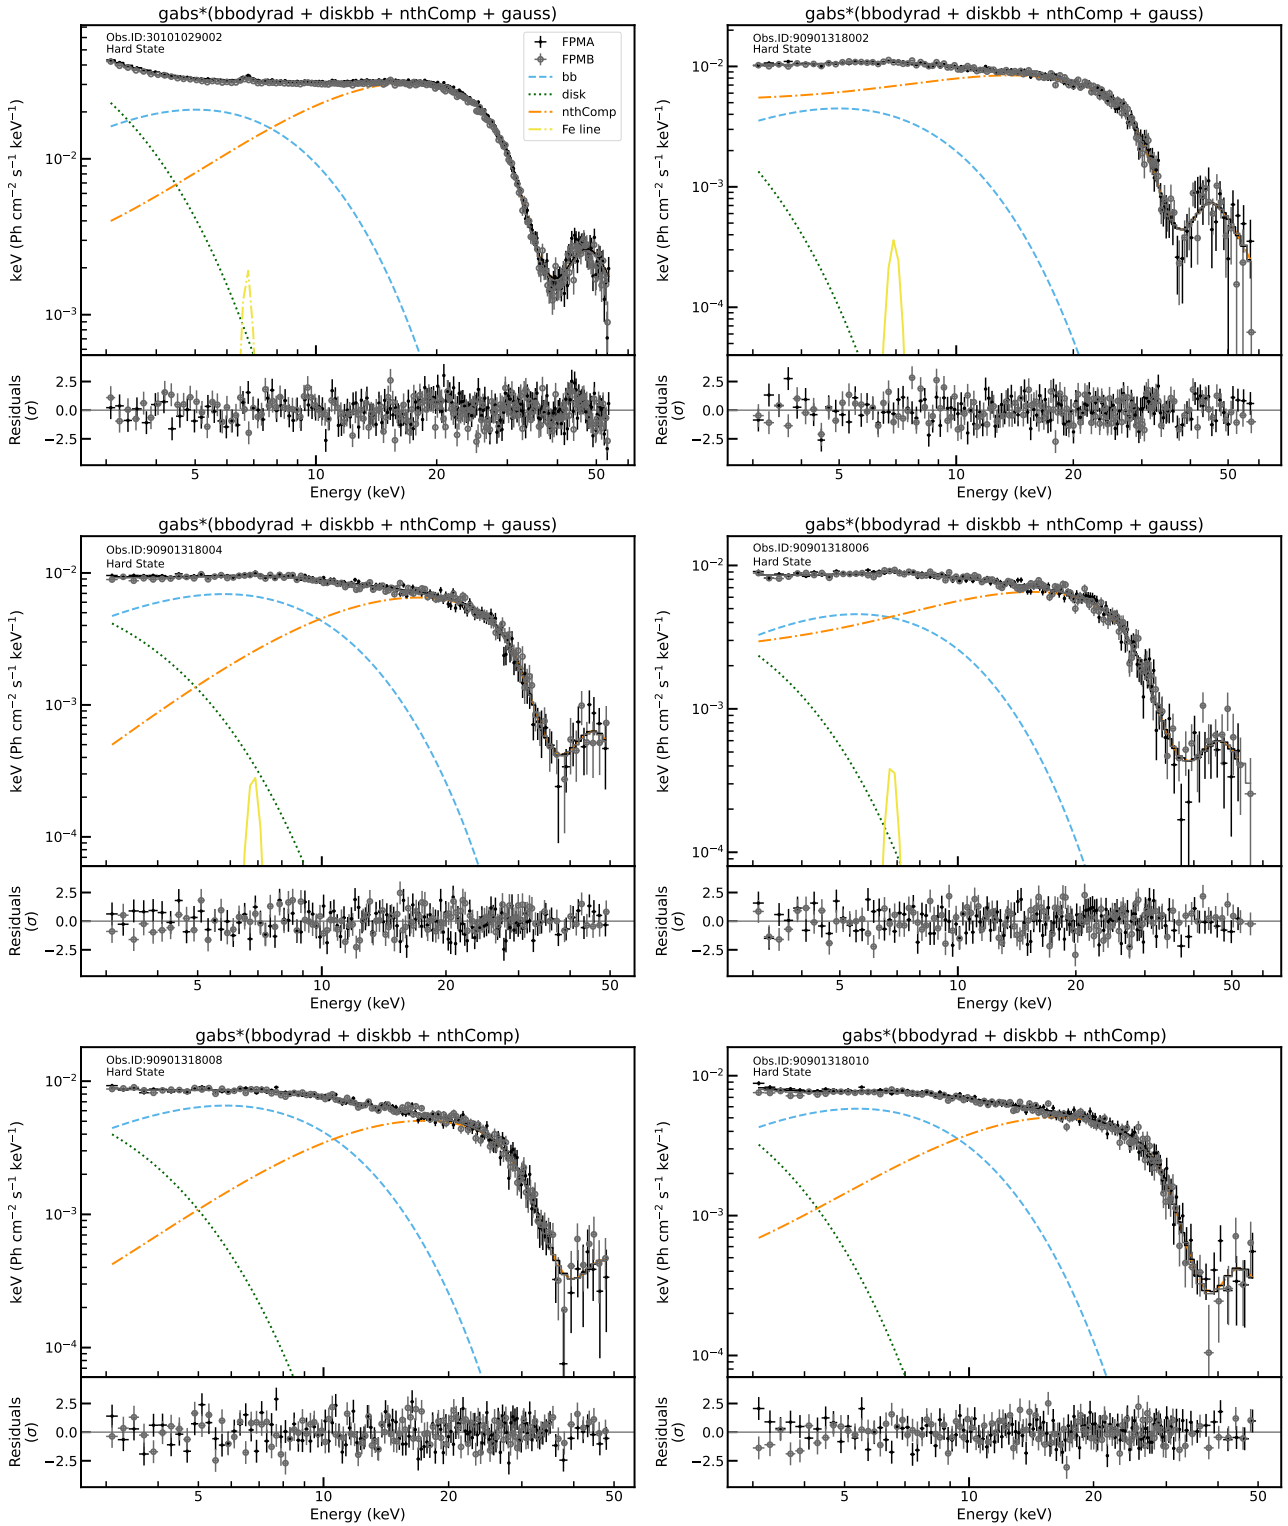 gabs*(bbodyrad + diskbb + nthComp + gauss)
Obs.ID:30101029002
Hard State
FPMA
FPMB
bb
disk
nthComp
Fe line
10⁻²
10⁻³
keV (Ph cm⁻² s⁻¹ keV⁻¹)
2.5
0.0
−2.5
Residuals
(σ)
5
10
20
50
Energy (keV)
gabs*(bbodyrad + diskbb + nthComp + gauss)
Obs.ID:90901318002
Hard State
10⁻²
10⁻³
10⁻⁴
keV (Ph cm⁻² s⁻¹ keV⁻¹)
2.5
0.0
−2.5
Residuals
(σ)
5
10
20
50
Energy (keV)
gabs*(bbodyrad + diskbb + nthComp + gauss)
Obs.ID:90901318004
Hard State
10⁻²
10⁻³
10⁻⁴
keV (Ph cm⁻² s⁻¹ keV⁻¹)
2.5
0.0
−2.5
Residuals
(σ)
5
10
20
50
Energy (keV)
gabs*(bbodyrad + diskbb + nthComp + gauss)
Obs.ID:90901318006
Hard State
10⁻²
10⁻³
10⁻⁴
keV (Ph cm⁻² s⁻¹ keV⁻¹)
2.5
0.0
−2.5
Residuals
(σ)
5
10
20
50
Energy (keV)
gabs*(bbodyrad + diskbb + nthComp)
Obs.ID:90901318008
Hard State
10⁻²
10⁻³
10⁻⁴
keV (Ph cm⁻² s⁻¹ keV⁻¹)
2.5
0.0
−2.5
Residuals
(σ)
5
10
20
50
Energy (keV)
gabs*(bbodyrad + diskbb + nthComp)
Obs.ID:90901318010
Hard State
10⁻²
10⁻³
10⁻⁴
keV (Ph cm⁻² s⁻¹ keV⁻¹)
2.5
0.0
−2.5
Residuals
(σ)
5
10
20
50
Energy (keV)